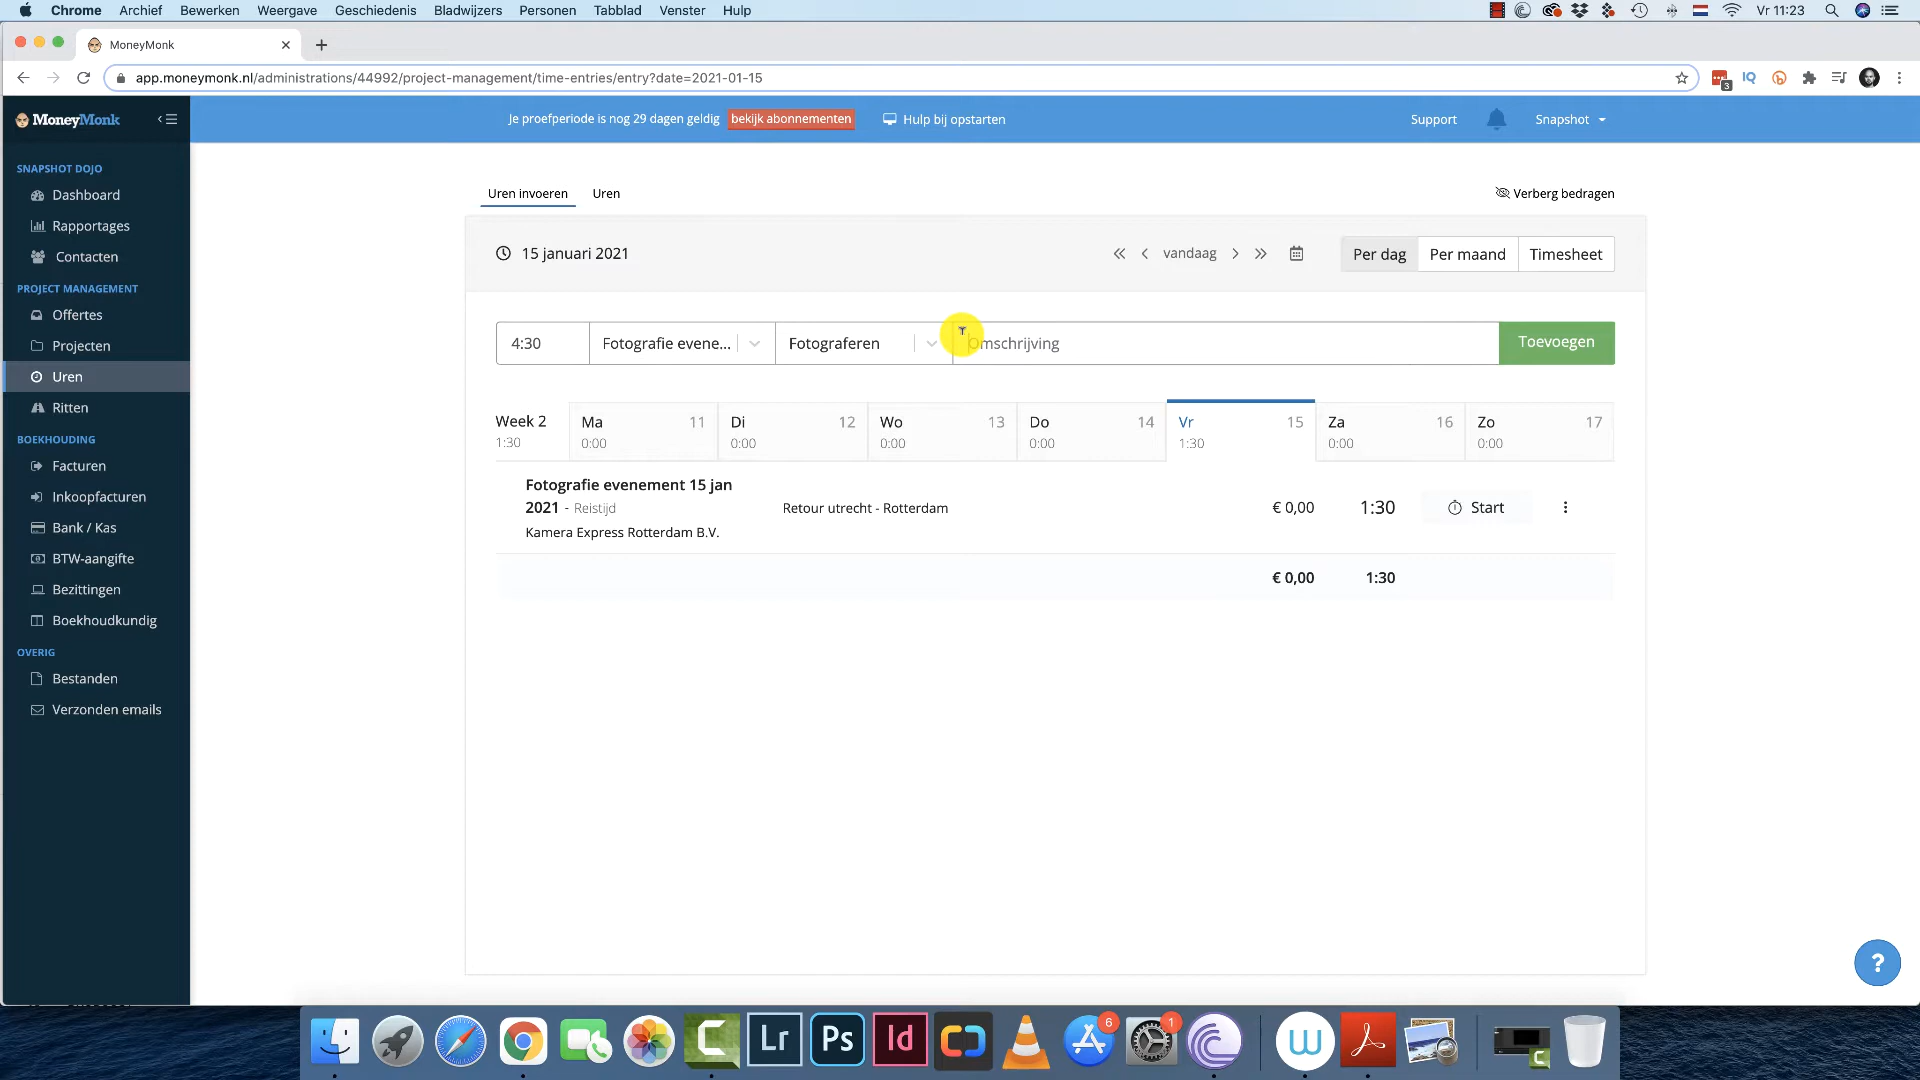 Chrome Archief Bewerken Weergave Geschiedenis Bladwijzers Personen Tabblad Venster Hulp
Vr 11:23
MoneyMonk
app.moneymonk.nl/administrations/44992/project-management/time-entries/entry?date=2021-01-15
IQ
3
MoneyMonk
Je proefperiode is nog 29 dagen geldig bekijk abonnementen Hulp bij opstarten
Support Snapshot
SNAPSHOT DOJO
Dashboard
Rapportages
Contacten
PROJECT MANAGEMENT
Offertes
Projecten
Uren
Ritten
BOEKHOUDING
Facturen
Inkoopfacturen
Bank / Kas
BTW-aangifte
Bezittingen
Boekhoudkundig
OVERIG
Bestanden
Verzonden emails
Uren invoeren Uren
Verberg bedragen
15 januari 2021
vandaag
Per dag Per maand Timesheet
4:30 Fotografie evene... Fotograferen Omschrijving Toevoegen
Week 2 Ma 11 Di 12 Wo 13 Do 14 Vr 15 Za 16 Zo 17
1:30 0:00 0:00 0:00 0:00 1:30 0:00 0:00
Fotografie evenement 15 jan
2021 - Reistijd Retour utrecht - Rotterdam € 0,00 1:30 Start
Kamera Express Rotterdam B.V.
€ 0,00 1:30
?
Lr Ps Id 6 1 W C